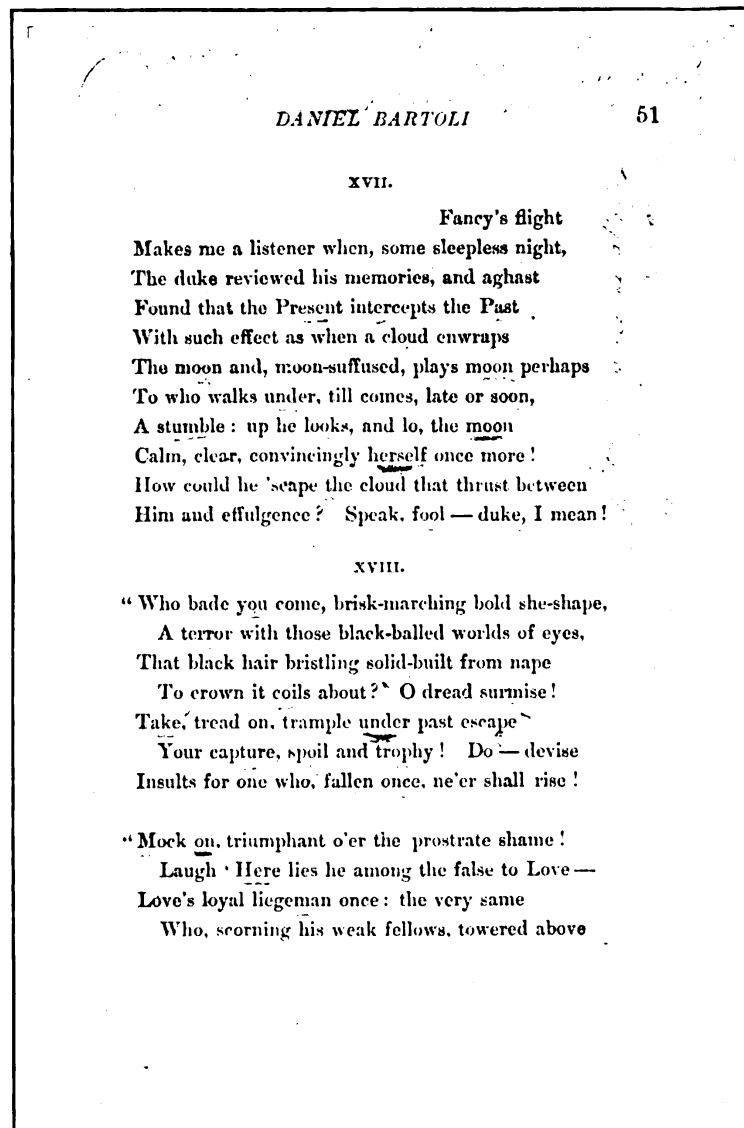 DANIEL BARTOLI 51
XVII.
Fancy's flight
Makes me a listener when, some sleepless night,
The duke reviewed his memories, and aghast
Found that the Present intercepts the Past
With such effect as when a cloud enwraps
The moon and, moon-suffused, plays moon perhaps
To who walks under, till comes, late or soon,
A stumble : up he looks, and lo, the moon
Calm, clear, convincingly herself once more !
How could he 'scape the cloud that thrust between
Him and effulgence ? Speak, fool — duke, I mean !
XVIII.
“ Who bade you come, brisk-marching bold she-shape,
A terror with those black-balled worlds of eyes,
That black hair bristling solid-built from nape
To crown it coils about ? O dread surmise !
Take, tread on, trample under past escape
Your capture, spoil and trophy ! Do — devise
Insults for one who, fallen once, ne'er shall rise !
“ Mock on, triumphant o'er the prostrate shame !
Laugh ! Here lies he among the false to Love —
Love's loyal liegeman once : the very same
Who, scorning his weak fellows, towered above